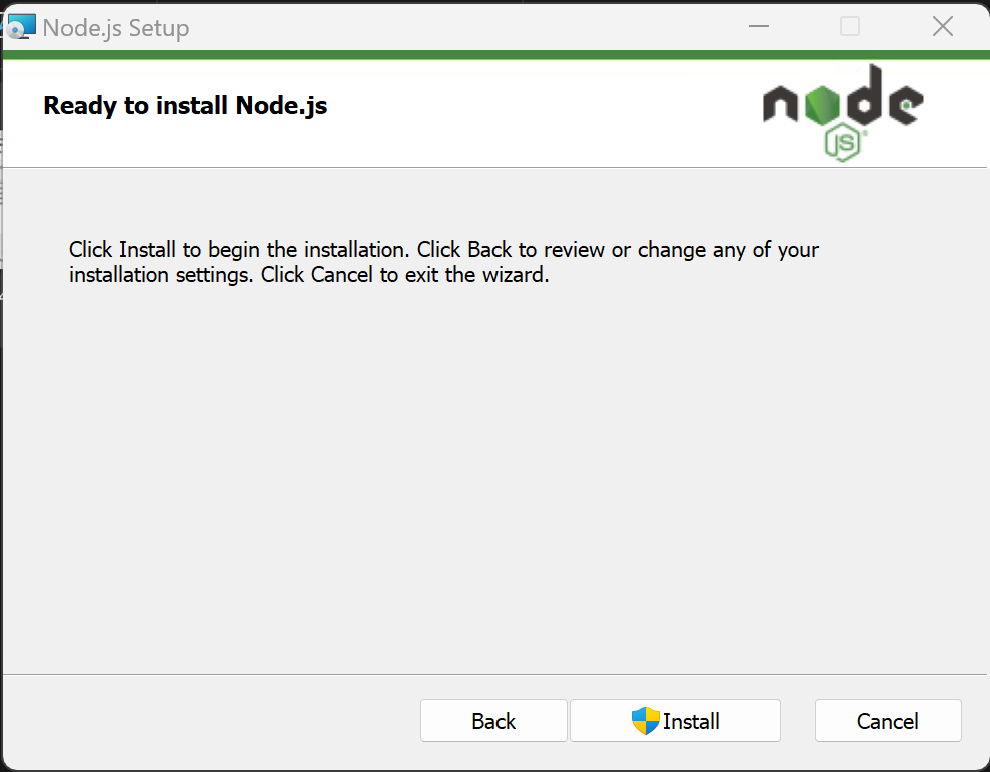 Node.js Setup
Ready to install Node.js
node
JS
Click Install to begin the installation. Click Back to review or change any of your
installation settings. Click Cancel to exit the wizard.
Back
Install
Cancel